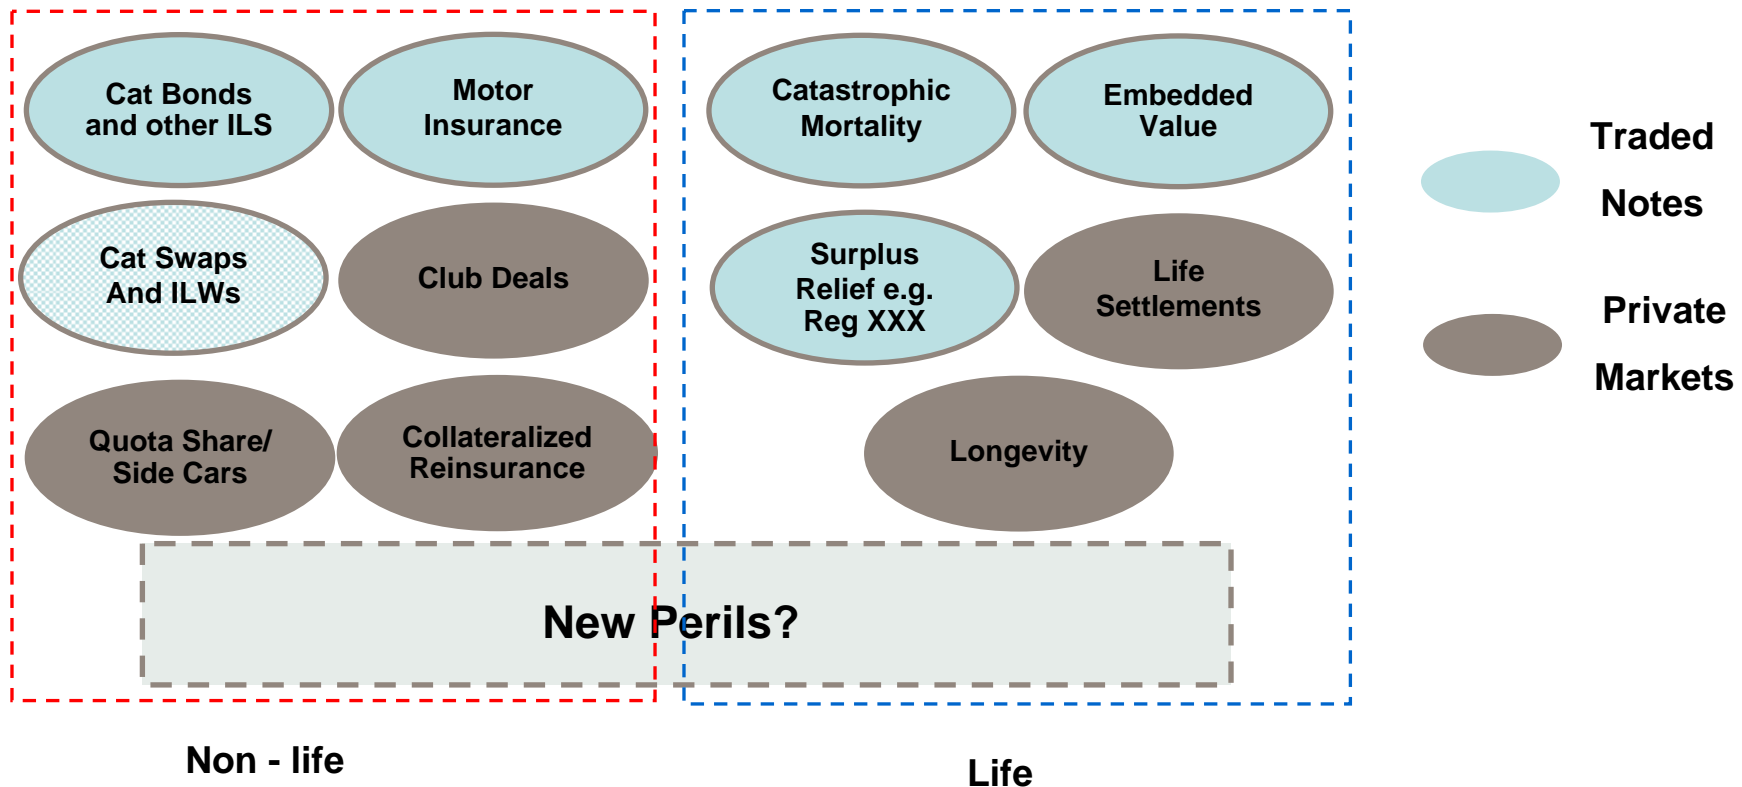 Cat Bonds
and other ILS
Motor
Insurance
Catastrophic
Mortality
Embedded
Value
Traded
Notes
Cat Swaps
And ILWs
Club Deals
Surplus
Relief e.g.
Reg XXX
Life
Settlements
Private
Markets
Quota Share/
Side Cars
Collateralized
Reinsurance
Longevity
New Perils?
Non - life
Life